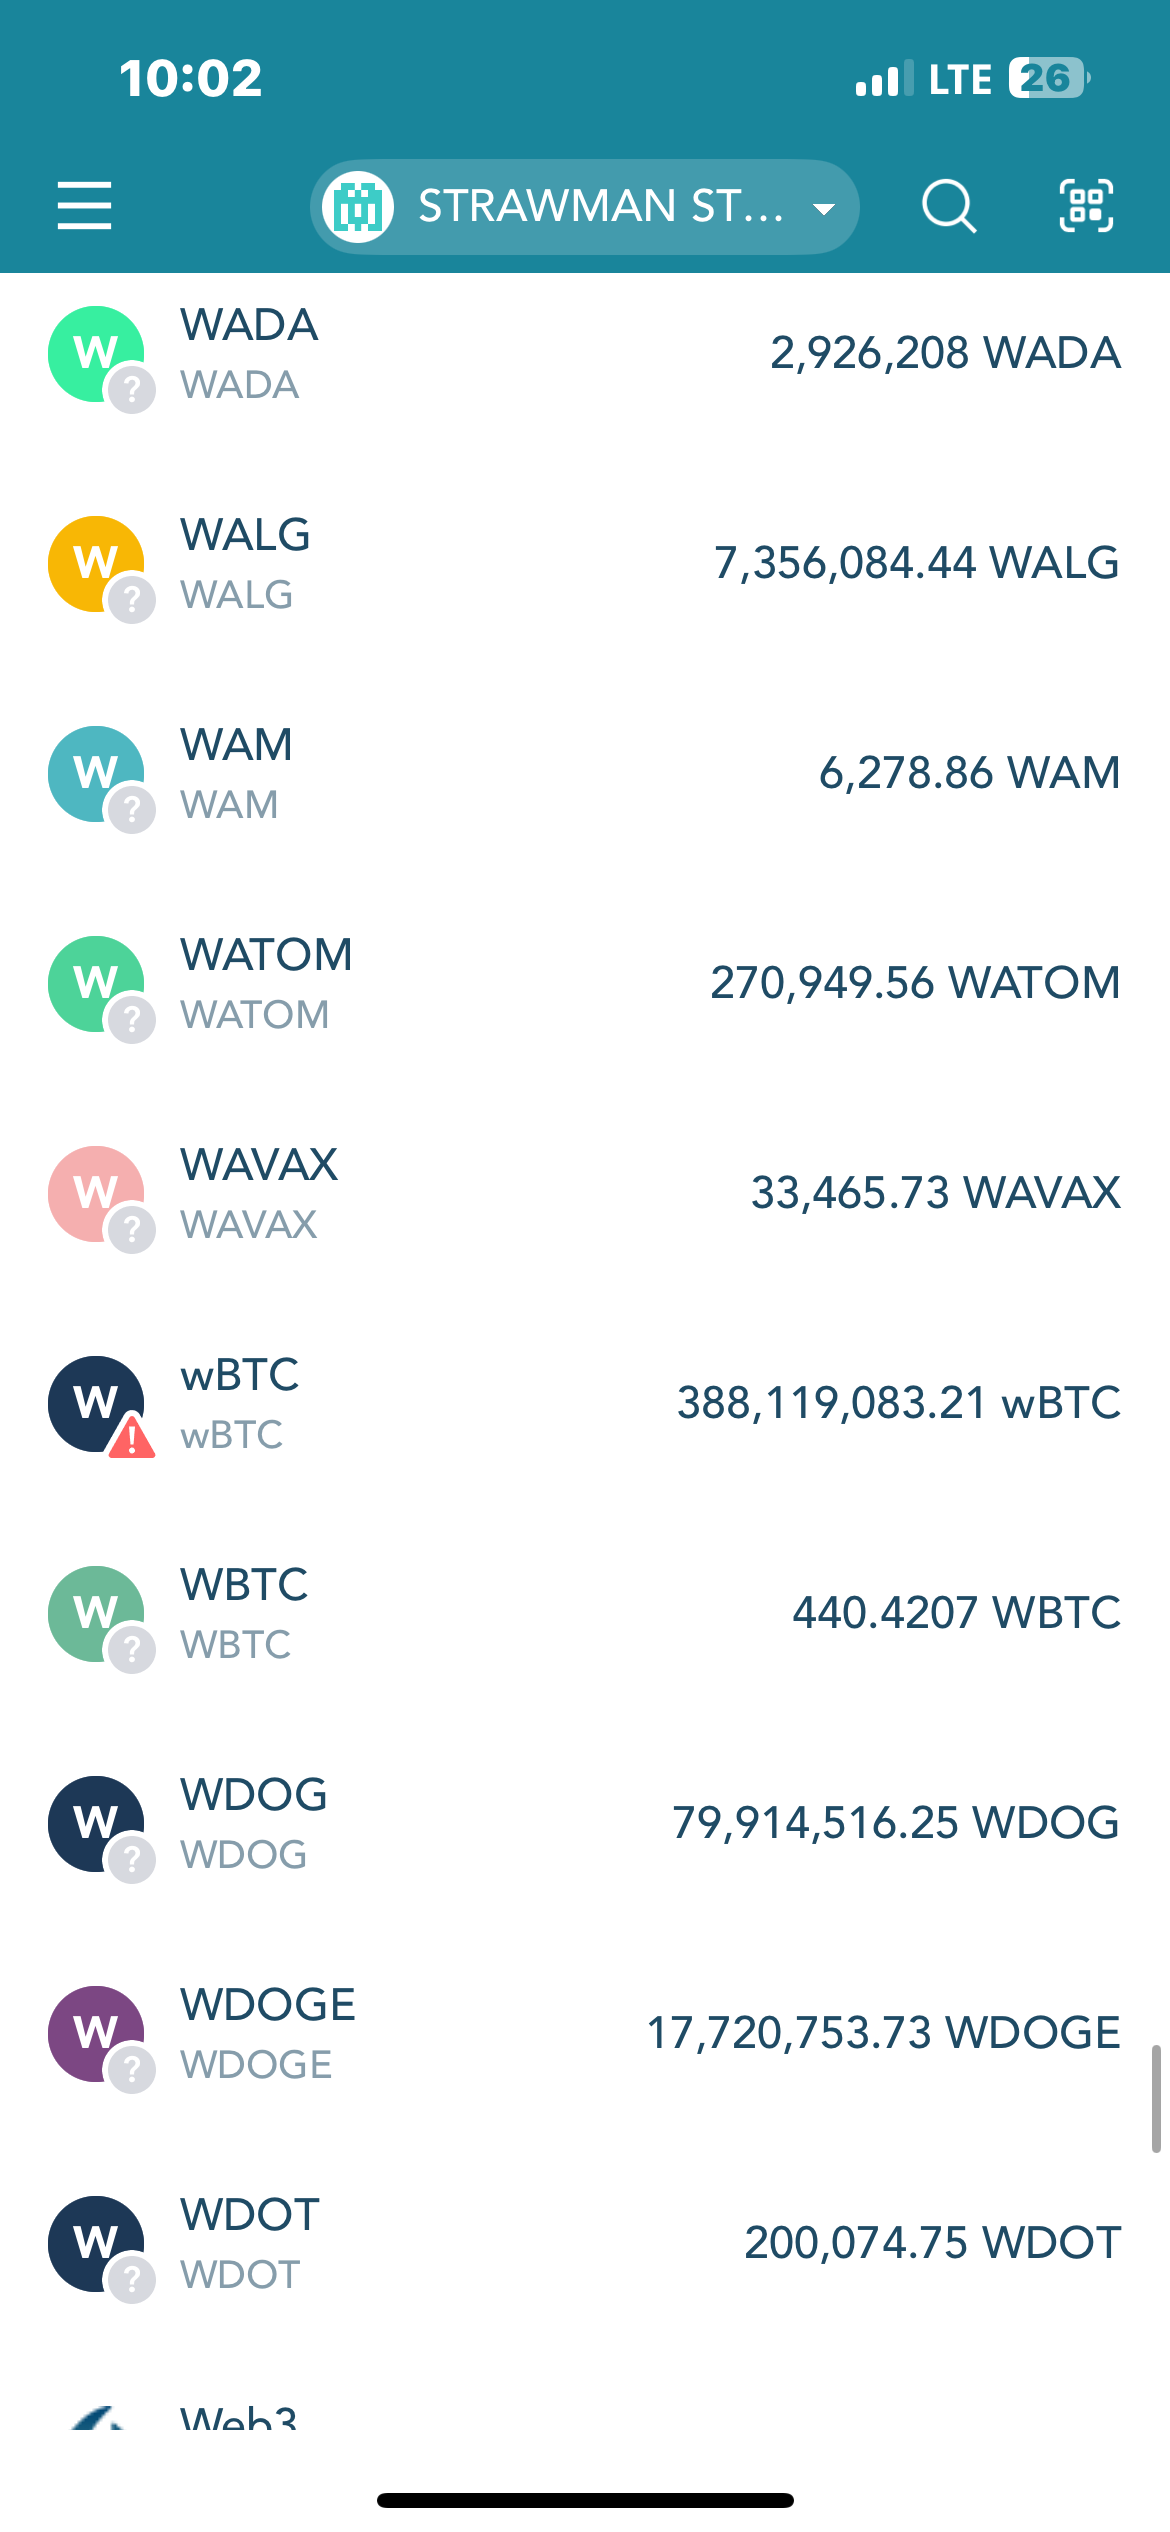 10:02
LTE 26
STRAWMAN ST...
W
?
WADA
WADA
2,926,208 WADA
W
?
WALG
WALG
7,356,084.44 WALG
W
?
WAM
WAM
6,278.86 WAM
W
?
WATOM
WATOM
270,949.56 WATOM
W
?
WAVAX
WAVAX
33,465.73 WAVAX
W
!
wBTC
wBTC
388,119,083.21 wBTC
W
?
WBTC
WBTC
440.4207 WBTC
W
?
WDOG
WDOG
79,914,516.25 WDOG
W
?
WDOGE
WDOGE
17,720,753.73 WDOGE
W
?
WDOT
WDOT
200,074.75 WDOT
Web3